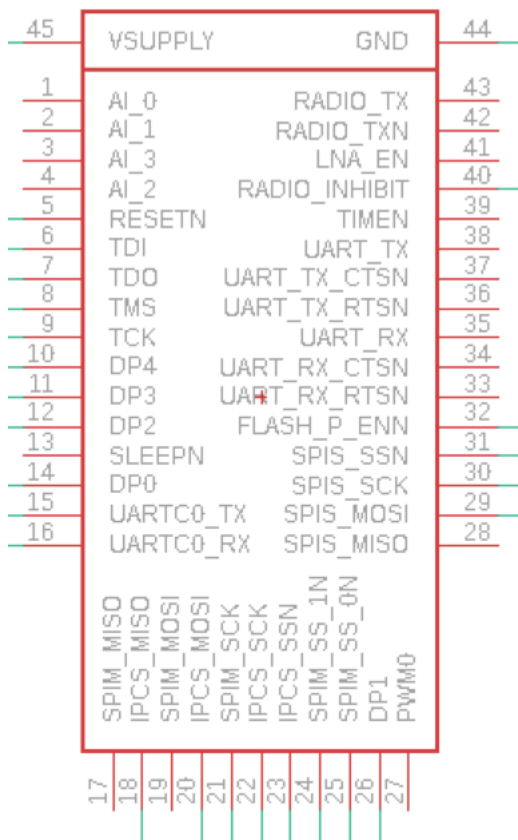 45 VSUPPLY GND 44
1 AI_0 RADIO_TX 43
2 AI_1 RADIO_TXN 42
3 AI_3 LNA_EN 41
4 AI_2 RADIO_INHIBIT 40
5 RESETN TIMEN 39
6 TDI UART_TX 38
7 TDO UART_TX_CTSN 37
8 TMS UART_TX_RTSN 36
9 TCK UART_RX 35
10 DP4 UART_RX_CTSN 34
11 DP3 UART_RX_RTSN 33
12 DP2 FLASH_P_ENN 32
13 SLEEPN SPIS_SSN 31
14 DP0 SPIS_SCK 30
15 UARTC0_TX SPIS_MOSI 29
16 UARTC0_RX SPIS_MISO 28
SPIM_MISO 17
IPCS_MISO 18
SPIM_MOSI 19
IPCS_MOSI 20
SPIM_SCK 21
IPCS_SCK 22
IPCS_SSN 23
SPIM_SS_1N 24
SPIM_SS_0N 25
DP1 26
PWM0 27